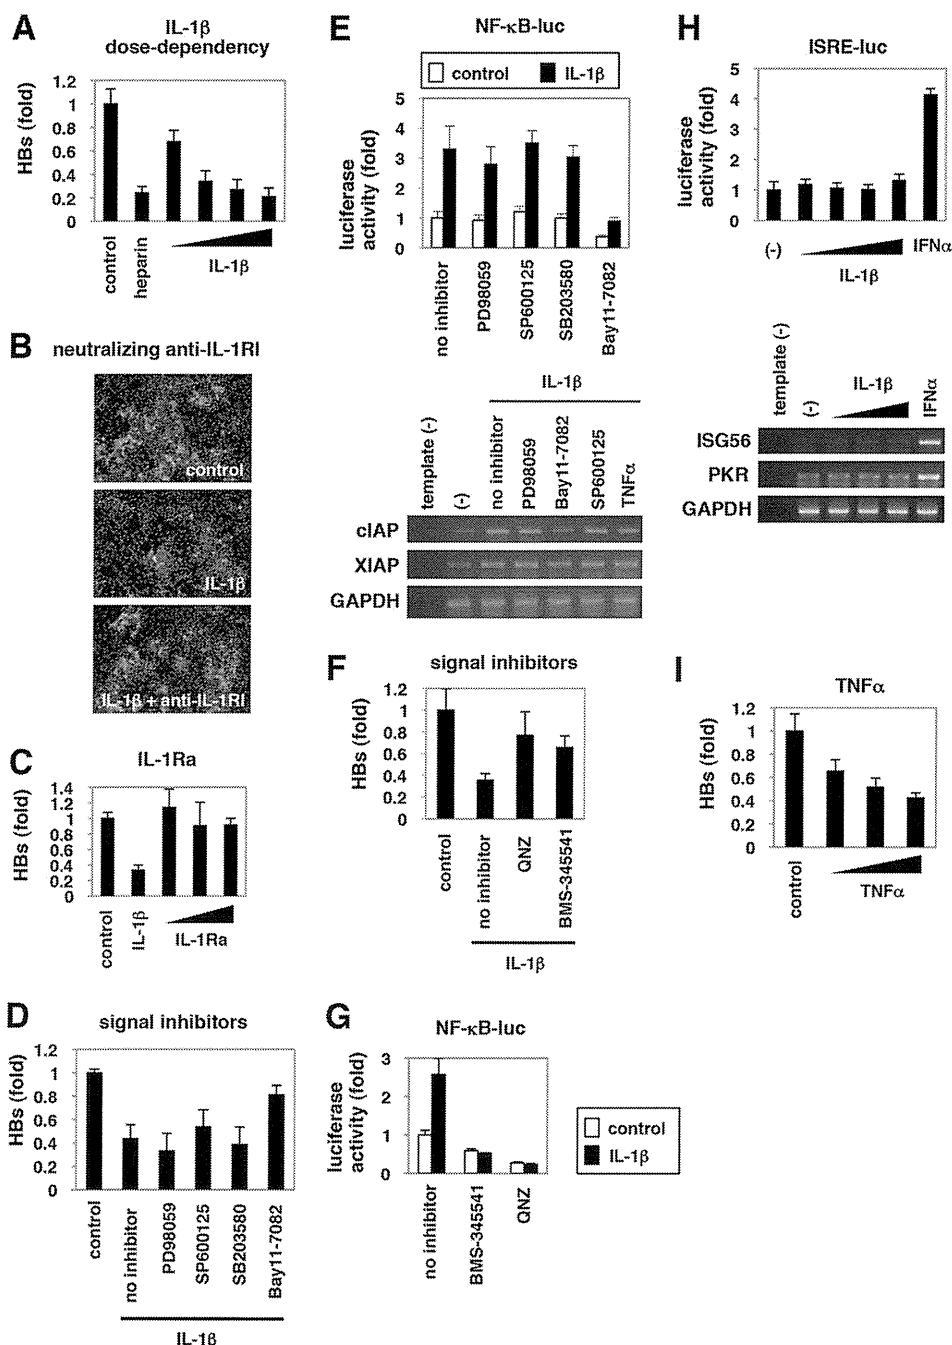 A
IL-1β
dose-dependency
HBs (fold)
1.2
1
0.8
0.6
0.4
0.2
0
control
heparin
IL-1β
B
neutralizing anti-IL-1RI
control
IL-1β
IL-1β + anti-IL-1RI
C
IL-1Ra
HBs (fold)
1.4
1.2
1
0.8
0.6
0.4
0.2
0
control
IL-1β
IL-1Ra
D
signal inhibitors
HBs (fold)
1.2
1
0.8
0.6
0.4
0.2
0
control
no inhibitor
PD98059
SP600125
SB203580
Bay11-7082
IL-1β
E
NF-κB-luc
control
IL-1β
luciferase
activity (fold)
5
4
3
2
1
0
no inhibitor
PD98059
SP600125
SB203580
Bay11-7082
IL-1β
template (-)
(-)
no inhibitor
PD98059
Bay11-7082
SP600125
TNFα
cIAP
XIAP
GAPDH
F
signal inhibitors
HBs (fold)
1.2
1
0.8
0.6
0.4
0.2
0
control
no inhibitor
QNZ
BMS-345541
IL-1β
G
NF-κB-luc
luciferase
activity (fold)
3
2
1
0
no inhibitor
BMS-345541
QNZ
control
IL-1β
H
ISRE-luc
luciferase
activity (fold)
5
4
3
2
1
0
(-)
IL-1β
IFNα
template (-)
(-)
IL-1β
IFNα
ISG56
PKR
GAPDH
I
TNFα
HBs (fold)
1.2
1
0.8
0.6
0.4
0.2
0
control
TNFα